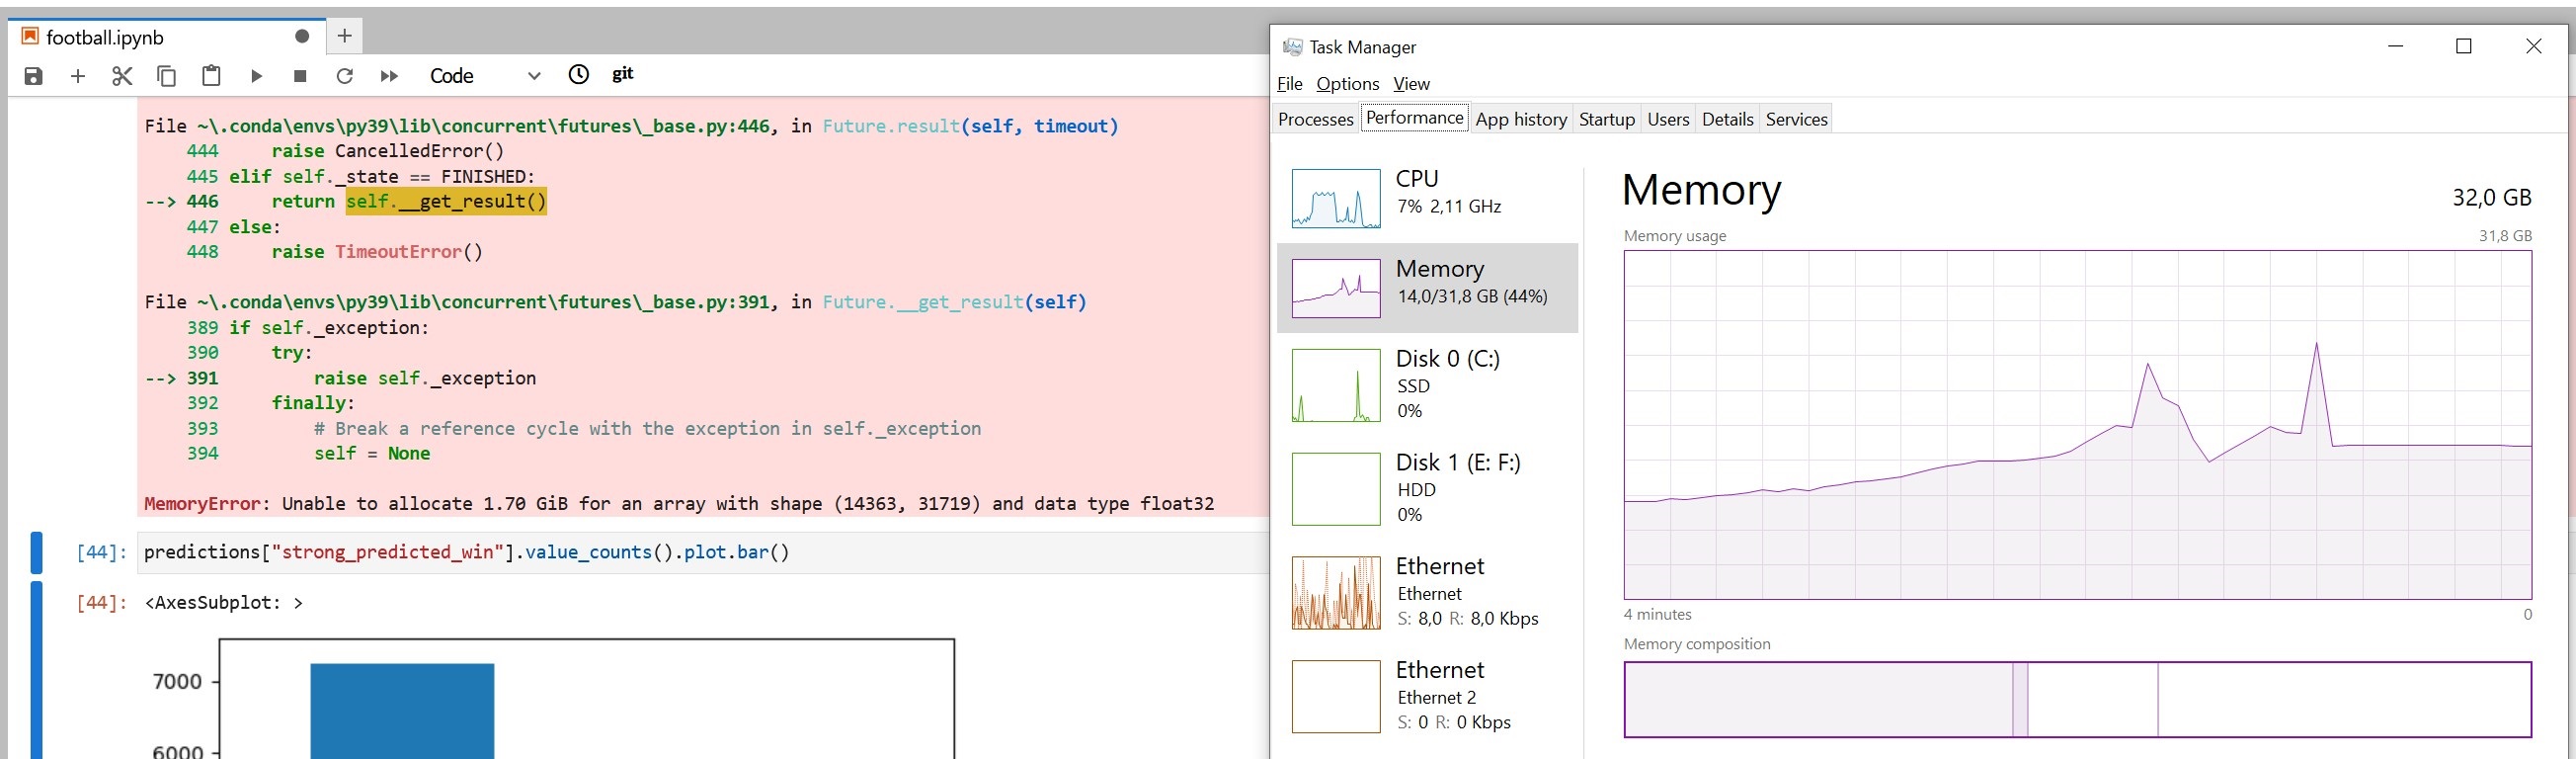 football.ipynb
+
Code
git
File ~\.conda\envs\py39\lib\concurrent\futures\_base.py:446, in Future.result(self, timeout)
444 raise CancelledError()
445 elif self._state == FINISHED:
--> 446 return self.__get_result()
447 else:
448 raise TimeoutError()
File ~\.conda\envs\py39\lib\concurrent\futures\_base.py:391, in Future.__get_result(self)
389 if self._exception:
390 try:
--> 391 raise self._exception
392 finally:
393 # Break a reference cycle with the exception in self._exception
394 self = None
MemoryError: Unable to allocate 1.70 GiB for an array with shape (14363, 31719) and data type float32
[44]: predictions["strong_predicted_win"].value_counts().plot.bar()
[44]: <AxesSubplot: >
7000
6000
Task Manager
File Options View
Processes Performance App history Startup Users Details Services
CPU
7% 2,11 GHz
Memory
14,0/31,8 GB (44%)
Disk 0 (C:)
SSD
0%
Disk 1 (E: F:)
HDD
0%
Ethernet
Ethernet
S: 8,0 R: 8,0 Kbps
Ethernet
Ethernet 2
S: 0 R: 0 Kbps
Memory 32,0 GB
Memory usage 31,8 GB
4 minutes 0
Memory composition